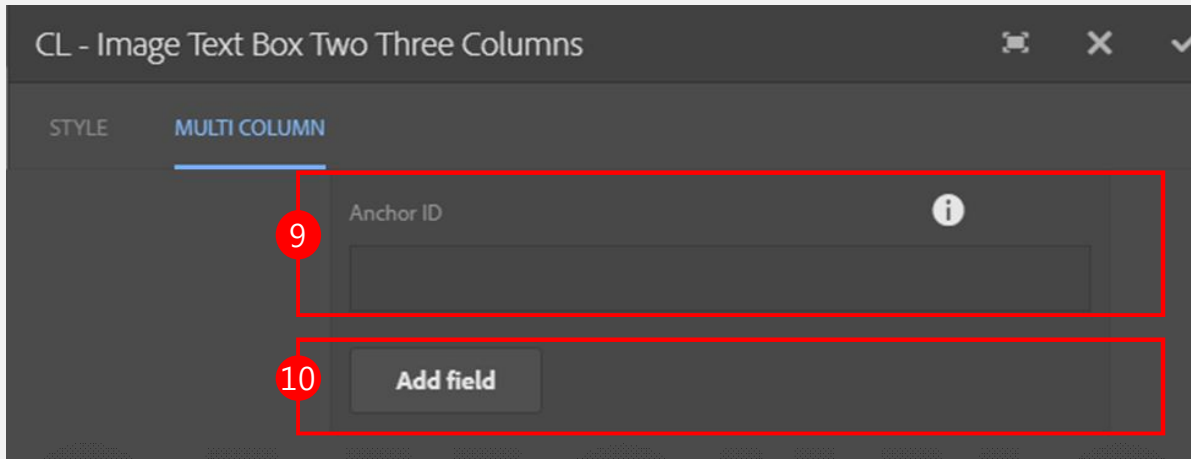 CL - Image Text Box Two Three Columns
STYLE MULTI COLUMN
9 Anchor ID
10 Add field